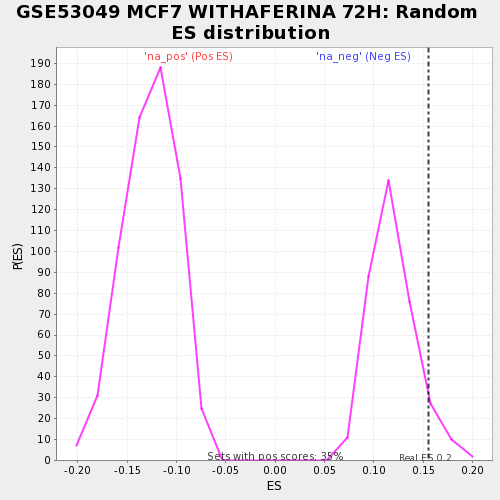 GSE53049 MCF7 WITHAFERINA 72H: Random
ES distribution
'na_pos' (Pos ES)
'na_neg' (Neg ES)
190
180
170
160
150
140
130
120
110
100
90
80
70
60
50
40
30
20
10
0
P(ES)
Sets with pos scores: 35%
Real ES 0.2
-0.20 -0.15 -0.10 -0.05 0.00 0.05 0.10 0.15 0.20
ES